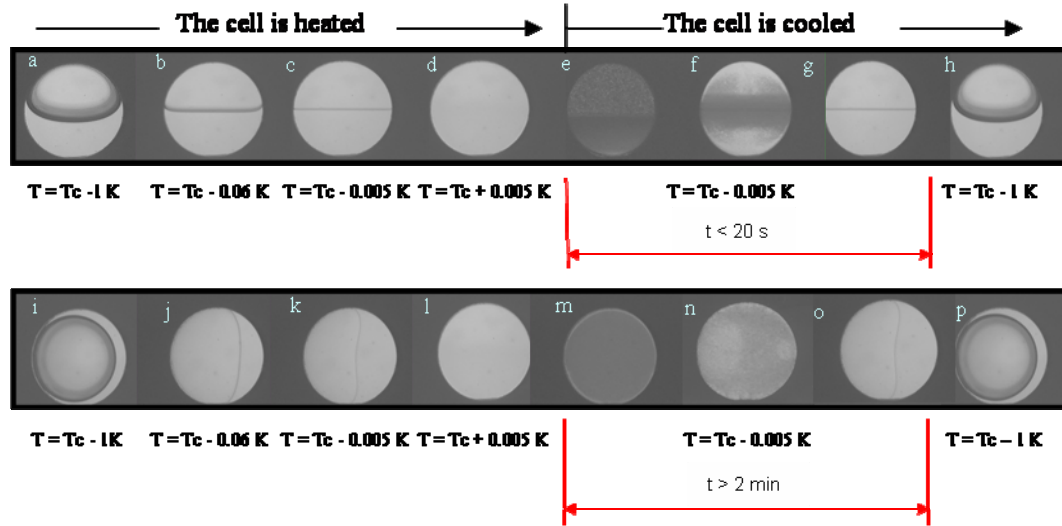 The cell is heated
The cell is cooled
a b c d e f g h
T = Tc - 1 K
T = Tc - 0.06 K
T = Tc - 0.005 K
T = Tc + 0.005 K
T = Tc - 0.005 K
T = Tc - 1 K
t < 20 s
i j k l m n o p
T = Tc - 1K
T = Tc - 0.06 K
T = Tc - 0.005 K
T = Tc + 0.005 K
T = Tc - 0.005 K
T = Tc – 1 K
t > 2 min